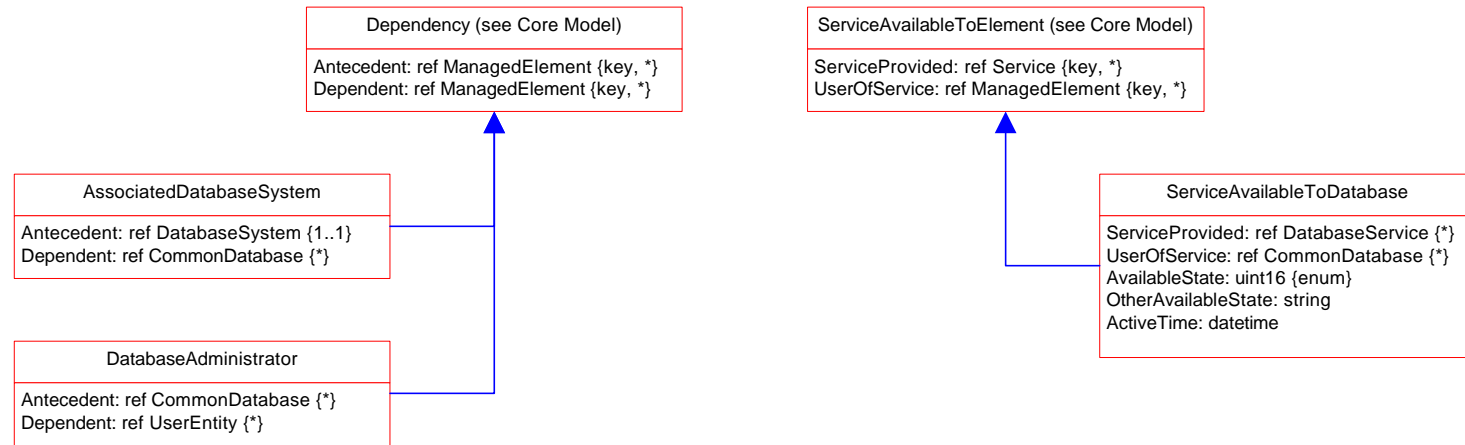 Dependency (see Core Model)
Antecedent: ref ManagedElement {key, *}
Dependent: ref ManagedElement {key, *}
ServiceAvailableToElement (see Core Model)
ServiceProvided: ref Service {key, *}
UserOfService: ref ManagedElement {key, *}
AssociatedDatabaseSystem
Antecedent: ref DatabaseSystem {1..1}
Dependent: ref CommonDatabase {*}
ServiceAvailableToDatabase
ServiceProvided: ref DatabaseService {*}
UserOfService: ref CommonDatabase {*}
AvailableState: uint16 {enum}
OtherAvailableState: string
ActiveTime: datetime
DatabaseAdministrator
Antecedent: ref CommonDatabase {*}
Dependent: ref UserEntity {*}